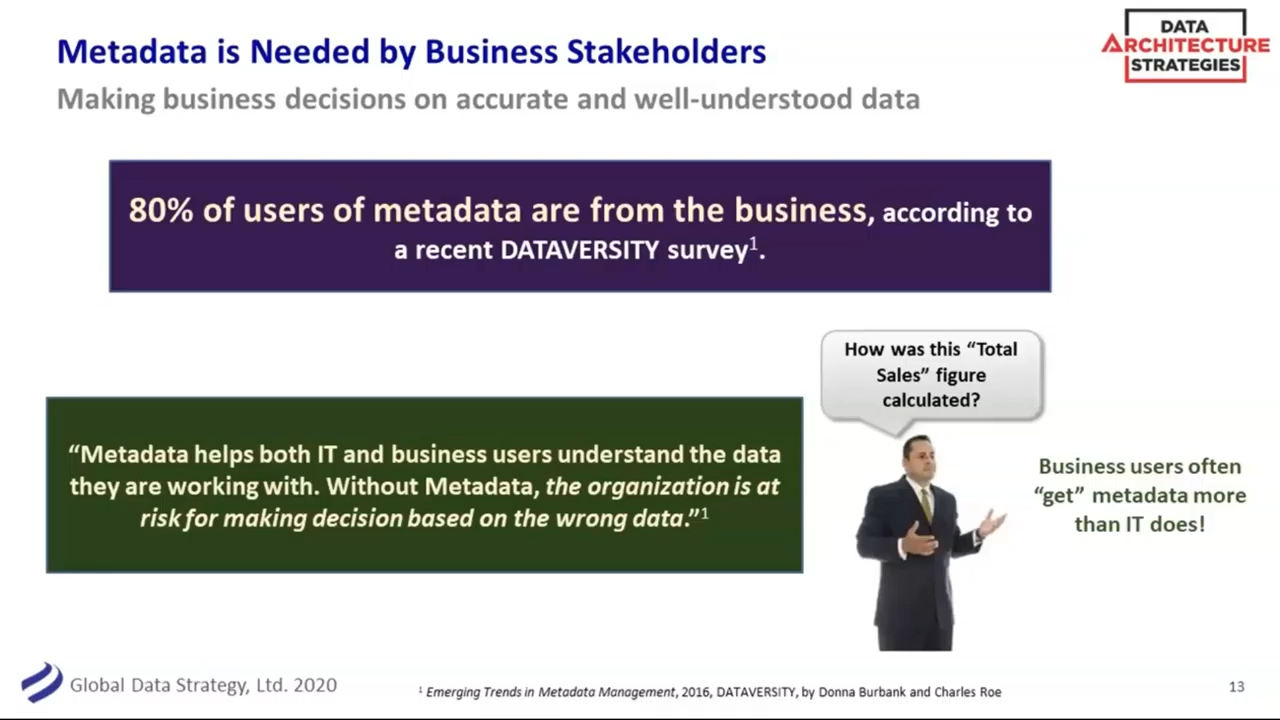 Metadata is Needed by Business Stakeholders
DATA
ARCHITECTURE
STRATEGIES
Making business decisions on accurate and well-understood data
80% of users of metadata are from the business, according to
a recent DATAVERSITY survey¹.
How was this “Total
Sales” figure
calculated?
“Metadata helps both IT and business users understand the data
they are working with. Without Metadata, the organization is at
risk for making decision based on the wrong data.”¹
Business users often
“get” metadata more
than IT does!
Global Data Strategy, Ltd. 2020
¹ Emerging Trends in Metadata Management, 2016, DATAVERSITY, by Donna Burbank and Charles Roe
13